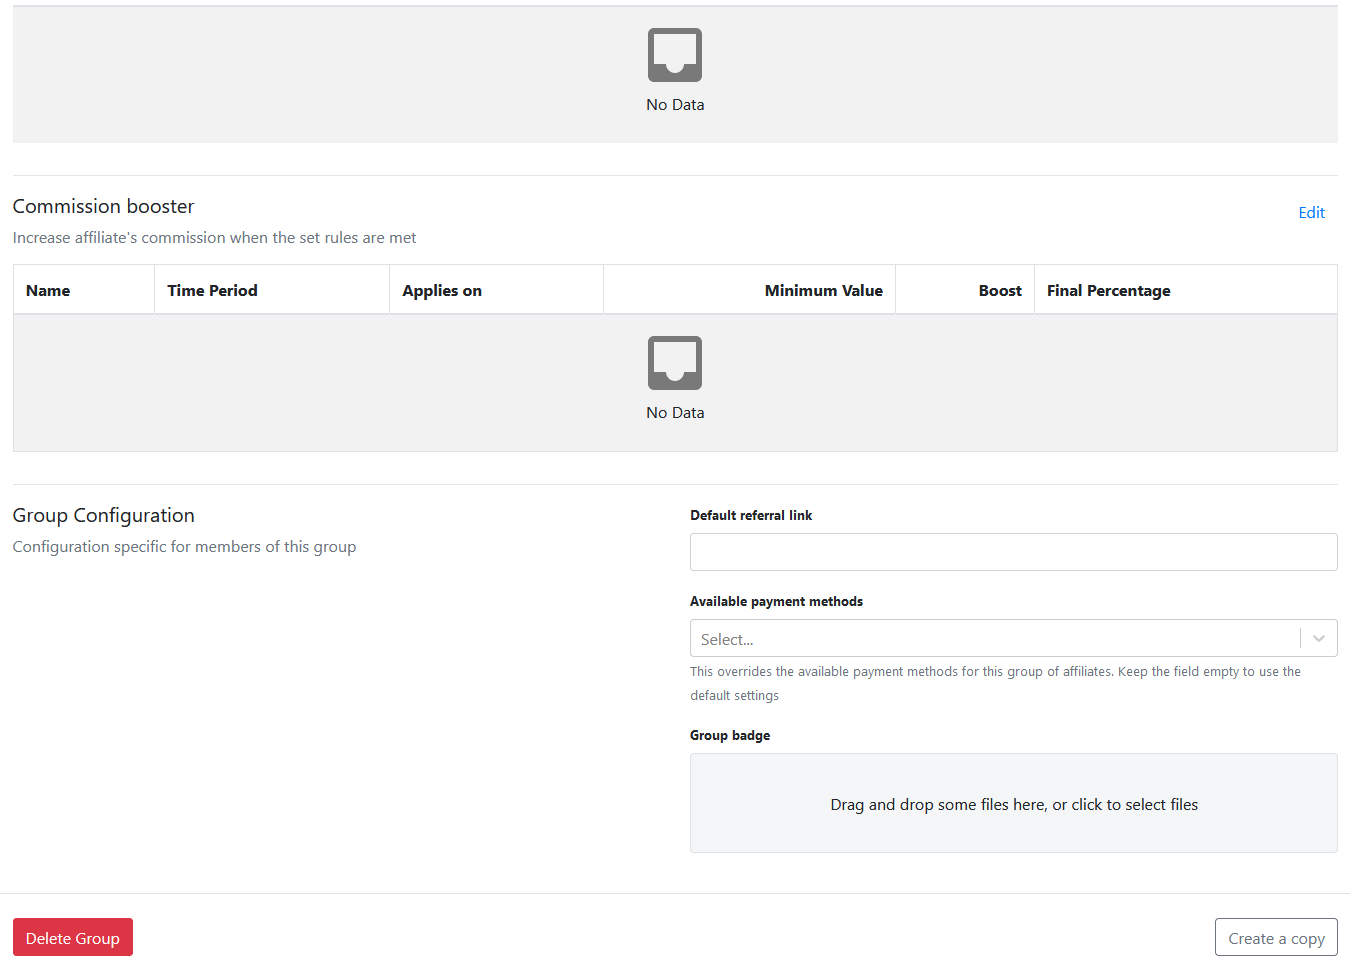 No Data
Commission booster
Edit
Increase affiliate's commission when the set rules are met
Name Time Period Applies on Minimum Value Boost Final Percentage
No Data
Group Configuration
Configuration specific for members of this group
Default referral link
Available payment methods
Select...
This overrides the available payment methods for this group of affiliates. Keep the field empty to use the
default settings
Group badge
Drag and drop some files here, or click to select files
Delete Group
Create a copy